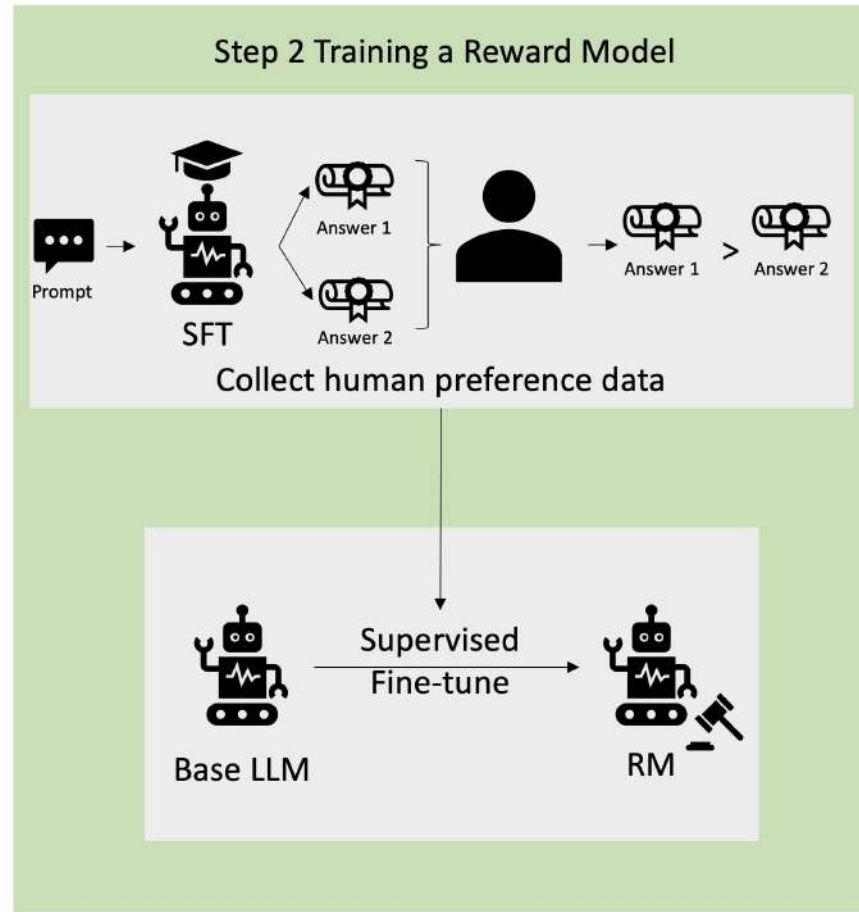 Step 2 Training a Reward Model
Prompt
SFT
Answer 1
Answer 2
Answer 1
>
Answer 2
Collect human preference data
Supervised
Fine-tune
Base LLM
RM